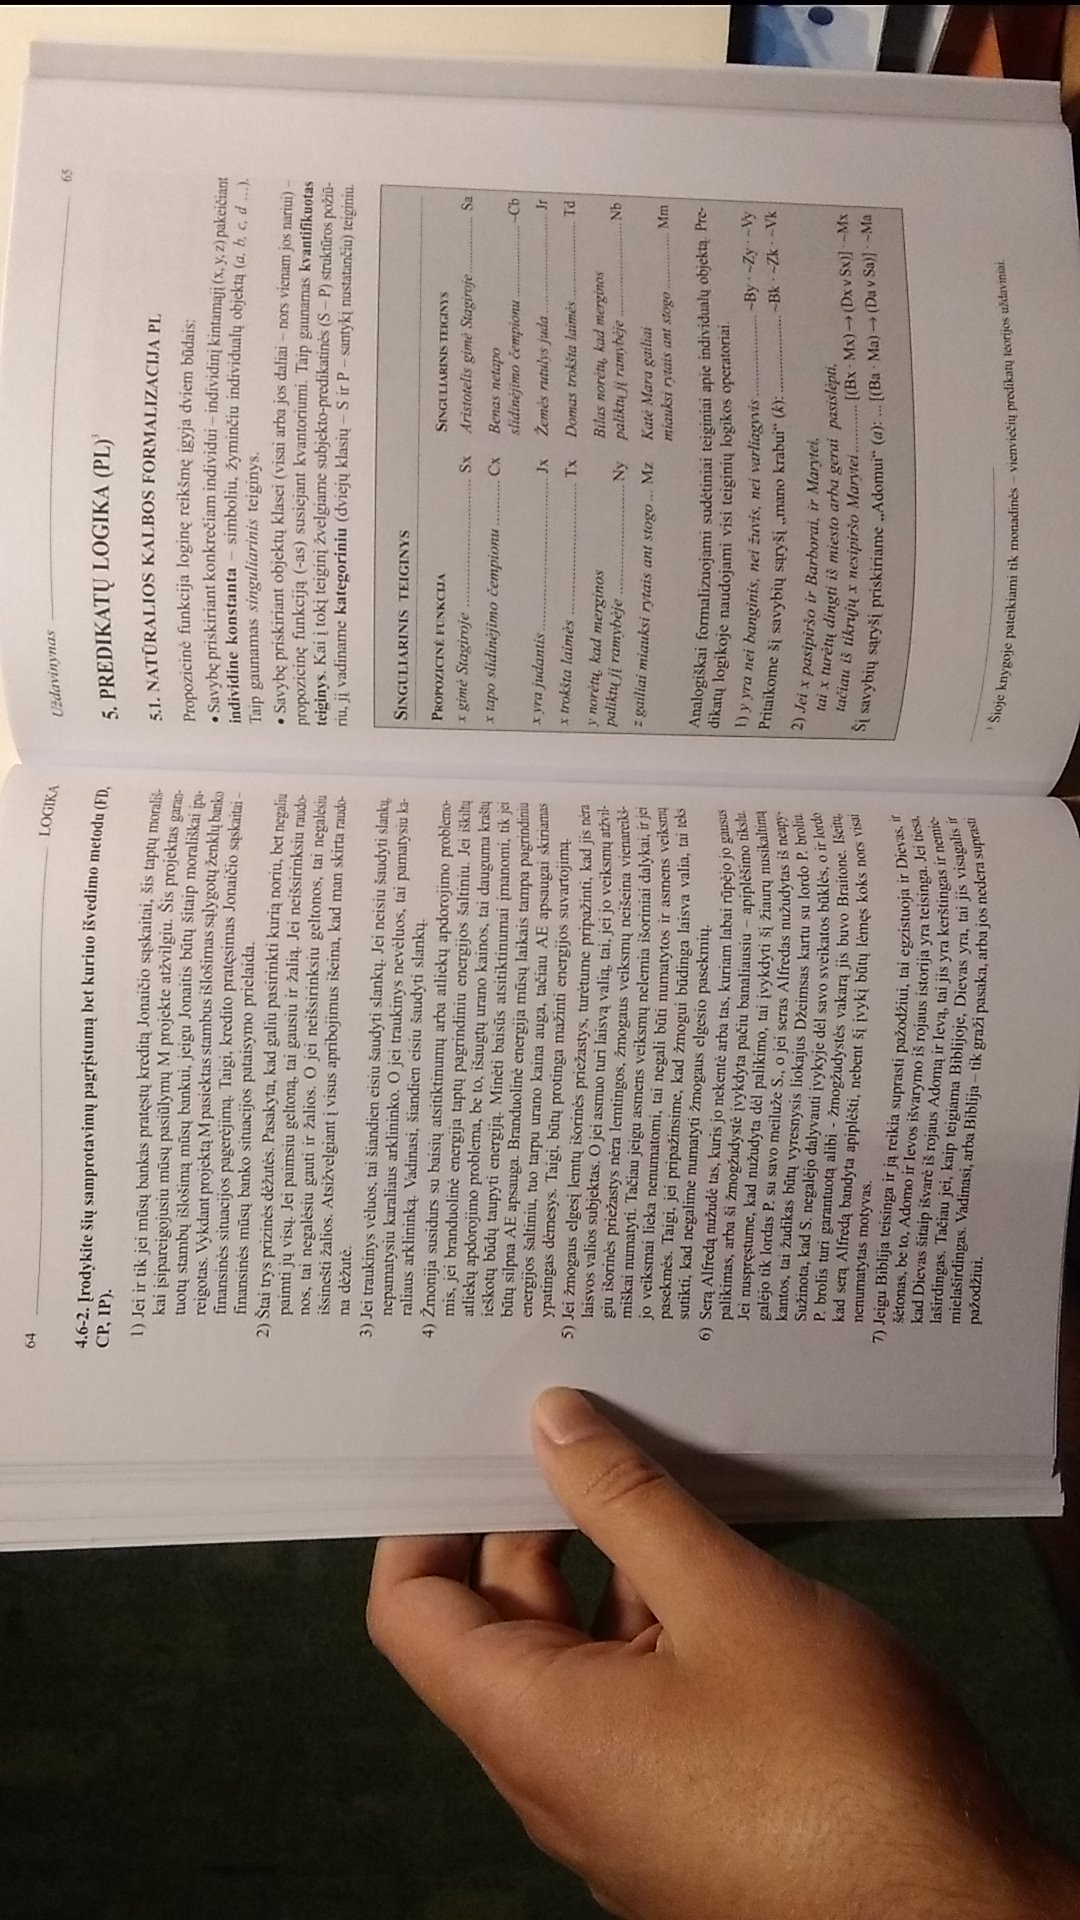 64 LOGIKA
4.6-2. Įrodykite šių samprotavimų pagrįstumą bet kuriuo išvedimo metodu (FD,
CP, IP).
1) Jei ir tik jei mūsų bankas pratęstų kreditą Jonaičio sąskaitai, šis taptų morališ-
kai įsipareigojusiu mūsų pasiūlymų M projekte atžvilgiu. Šis projektas garan-
tuotų stambų išlošimą mūsų bankui, jeigu Jonaitis būtų šitaip morališkai įpa-
reigotas. Vykdant projektą M pasiektas stambus išlošimas sąlygotų ženklų banko
finansinės situacijos pagerėjimą. Taigi, kredito pratęsimas Jonaičio sąskaitai –
finansinės mūsų banko situacijos pataisymo prielaida.
2) Štai trys prizinės dėžutės. Pasakyta, kad galiu pasirinkti kurią noriu, bet negaliu
paimti jų visų. Jei paimsiu geltoną, tai gausiu ir žalią. Jei neišsirinksiu raudo-
nos, tai negalėsiu gauti ir žalios. O jei neišsirinksiu geltonos, tai negalėsiu
išsinešti žalios. Atsižvelgiant į visus apribojimus išeina, kad man skirta raudo-
na dėžutė.
3) Jei traukinys vėluos, tai šiandien eisiu šaudyti slankų. Jei neisiu šaudyti slankų,
nepamatysiu karaliaus arklininko. O jei traukinys nevėluos, tai pamatysiu ka-
raliaus arklininką. Vadinasi, šiandien eisiu šaudyti slankų.
4) Žmonija susidurs su baisių atsitiktinumų arba atliekų apdorojimo problemo-
mis, jei branduolinė energija taptų pagrindiniu energijos šaltiniu. Jei iškiltų
atliekų apdorojimo problema, be to, išaugtų urano kainos, tai dauguma kraštų
ieškotų būdų taupyti energiją. Minėti baisūs atsitiktinumai įmanomi, tik jei
būtų silpna AE apsauga. Branduolinė energija mūsų laikais tampa pagrindiniu
energijos šaltiniu, tuo tarpu urano kaina auga, tačiau AE apsaugai skiriamas
ypatingas dėmesys. Taigi, būtų protinga mažinti energijos suvartojimą.
5) Jei žmogaus elgesį lemtų išorinės priežastys, turėtume pripažinti, kad jis nėra
laisvos valios subjektas. O jei asmuo turi laisvą valią, tai, jei jo veiksmų atžvil-
giu išorinės priežastys nėra lemtingos, žmogaus veiksmų neišeina vienareikš-
miškai numatyti. Tačiau jeigu asmens veiksmų nelemia išoriniai dalykai, ir jei
jo veiksmai lieka nenumatomi, tai negali būti numatytos ir asmens veiksmų
pasekmės. Taigi, jei pripažinsime, kad žmogui būdinga laisva valia, tai teks
sutikti, kad negalime numatyti žmogaus elgesio pasekmių.
6) Serą Alfredą nužudė tas, kuris jo nekentė arba tas, kuriam labai rūpėjo jo gausus
palikimas, arba ši žmogžudystė įvykdyta pačiu banaliausiu – apiplėšimo tikslu.
Jei nuspręstume, kad nužudyta dėl palikimo, tai įvykdyti šį žiaurų nusikaltimą
galėjo tik lordas P. su savo meiluže S., o jei seras Alfredas nužudytas iš neapy-
kantos, tai žudikas būtų vyresnysis liokajus Džeimsas kartu su lordo P. broliu.
Sužinota, kad S. negalėjo dalyvauti įvykyje dėl savo sveikatos būklės, o ir lordo
P. brolis turi garantuotą alibi - žmogžudystės vakarą jis buvo Braitone. Išeitų,
kad serą Alfredą bandyta apiplėšti, nebent šį įvykį būtų lėmęs koks nors visai
nenumatytas motyvas.
7) Jeigu Biblija teisinga ir ją reikia suprasti pažodžiui, tai egzistuoja ir Dievas, ir
šėtonas, be to, Adomo ir Ievos išvarymo iš rojaus istorija yra teisinga. Jei tiesa,
kad Dievas šitaip išvarė iš rojaus Adomą ir Ievą, tai jis yra kerštingas ir nemie-
laširdingas. Tačiau jei, kaip teigiama Biblijoje, Dievas yra, tai jis visagalis ir
mielaširdingas. Vadinasi, arba Biblija – tik graži pasaka, arba jos nedera suprasti
pažodžiui.
Uždavinynas 65
5. PREDIKATŲ LOGIKA (PL)¹
5.1. NATŪRALIOS KALBOS FORMALIZACIJA PL
Propozicinė funkcija loginę reikšmę įgyja dviem būdais:
• Savybę priskiriant konkrečiam individui – individinį kintamąjį (x, y, z) pakeičiant
individine konstanta – simboliu, žyminčiu individualų objektą (a, b, c, d ...).
Taip gaunamas singuliarinis teiginys.
• Savybę priskiriant objektų klasei (visai arba jos daliai – nors vienam jos nariui) –
propozicinę funkciją (-as) susiejant kvantoriumi. Taip gaunamas kvantifikuotas
teiginys. Kai į tokį teiginį žvelgiame subjekto-predikatinės (S – P) struktūros požiū-
riu, jį vadiname kategoriniu (dviejų klasių – S ir P – santykį nustatančiu) teiginiu.
SINGULIARINIS TEIGINYS
PROPOZICINĖ FUNKCIJA SINGULIARINIS TEIGINYS
x gimė Stagiroje ........ Sx Aristotelis gimė Stagiroje ........ Sa
x tapo slidinėjimo čempionu ........ Cx Benas netapo
slidinėjimo čempionu ........ ~Cb
x yra judantis ........ Jx Žemės rutulys juda ........ Jr
x trokšta laimės ........ Tx Domas trokšta laimės ........ Td
y norėtų, kad merginos Bilas norėtų, kad merginos
paliktų jį ramybėje ........ Ny paliktų jį ramybėje ........ Nb
z gailiai miauksi rytais ant stogo ... Mz Katė Mara gailiai
miauksi rytais ant stogo ........ Mm
Analogiškai formalizuojami sudėtiniai teiginiai apie individualų objektą. Pre-
dikatų logikoje naudojami visi teiginių logikos operatoriai.
1) y yra nei banginis, nei žuvis, nei varliagyvis ........ ~By · ~Zy · ~Vy
Pritaikome šį savybių sąryšį „mano krabui“ (k): ........ ~Bk · ~Zk · ~Vk
2) Jei x pasipiršo ir Barborai, ir Marytei,
tai x turėtų dingti iš miesto arba gerai pasislėpti,
tačiau iš tikrųjų x nesipiršo Marytei ........ [(Bx · Mx) → (Dx v Sx)] · ~Mx
Šį savybių sąryšį priskiriame „Adomui“ (a): ... [(Ba · Ma) → (Da v Sa)] · ~Ma
¹ Šioje knygoje pateikiami tik monadinės – vienviečių predikatų teorijos uždaviniai.